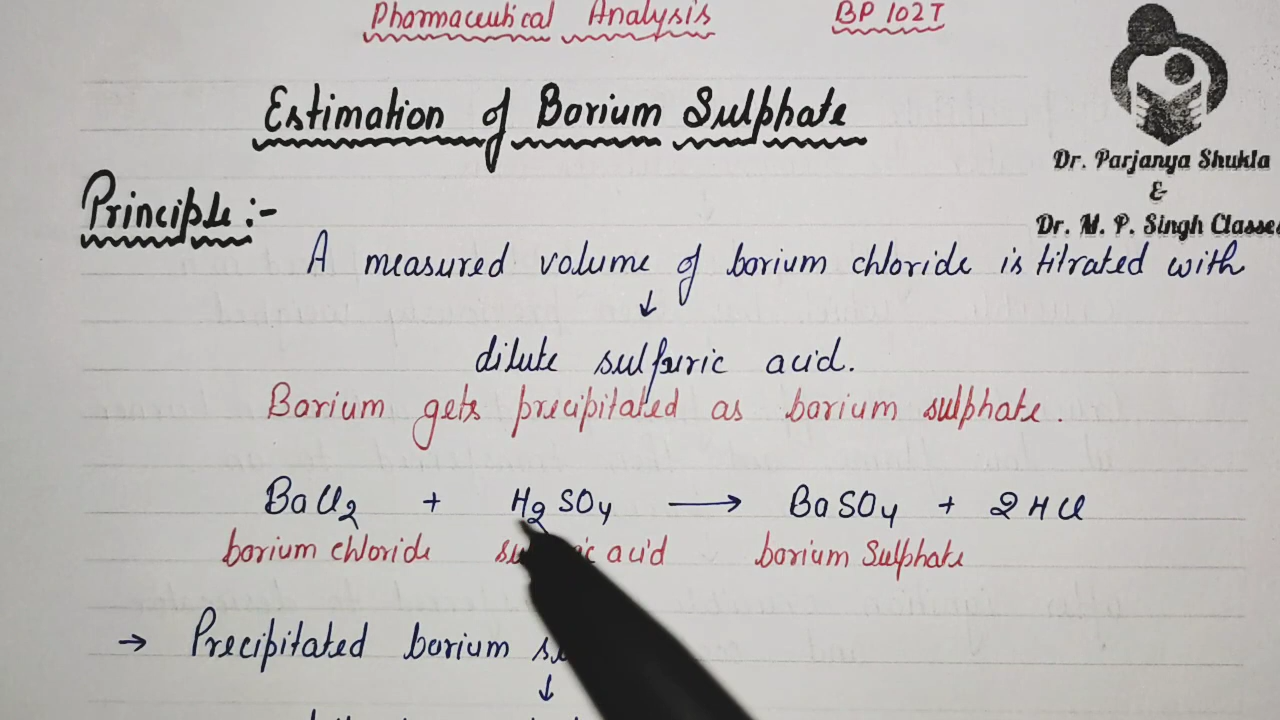 Pharmaceutical Analysis BP 102T
Estimation of Barium Sulphate
Dr. Parjanya Shukla
&
Dr. M. P. Singh Classes
Principle:-
A measured volume of barium chloride is titrated with
↓
dilute sulfuric acid.
Barium gets precipitated as barium sulphate.
BaCl2 + H2SO4 → BaSO4 + 2HCl
barium chloride acid barium Sulphate
→ Precipitated barium
↓